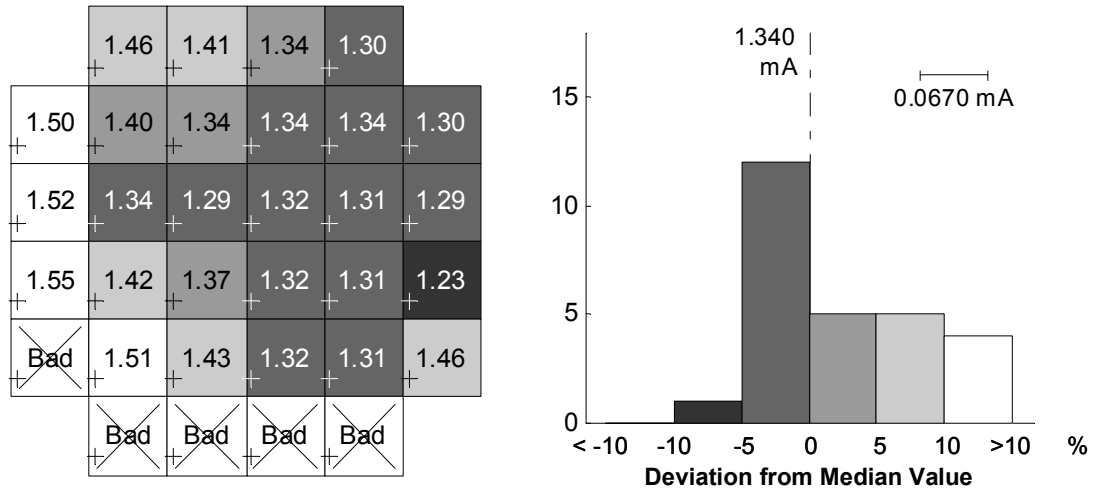 1.46 1.41 1.34 1.30
1.50 1.40 1.34 1.34 1.34 1.30
1.52 1.34 1.29 1.32 1.31 1.29
1.55 1.42 1.37 1.32 1.31 1.23
Bad 1.51 1.43 1.32 1.31 1.46
Bad Bad Bad Bad
1.340
mA
0.0670 mA
15
10
5
0
< -10 -10 -5 0 5 10 >10 %
Deviation from Median Value